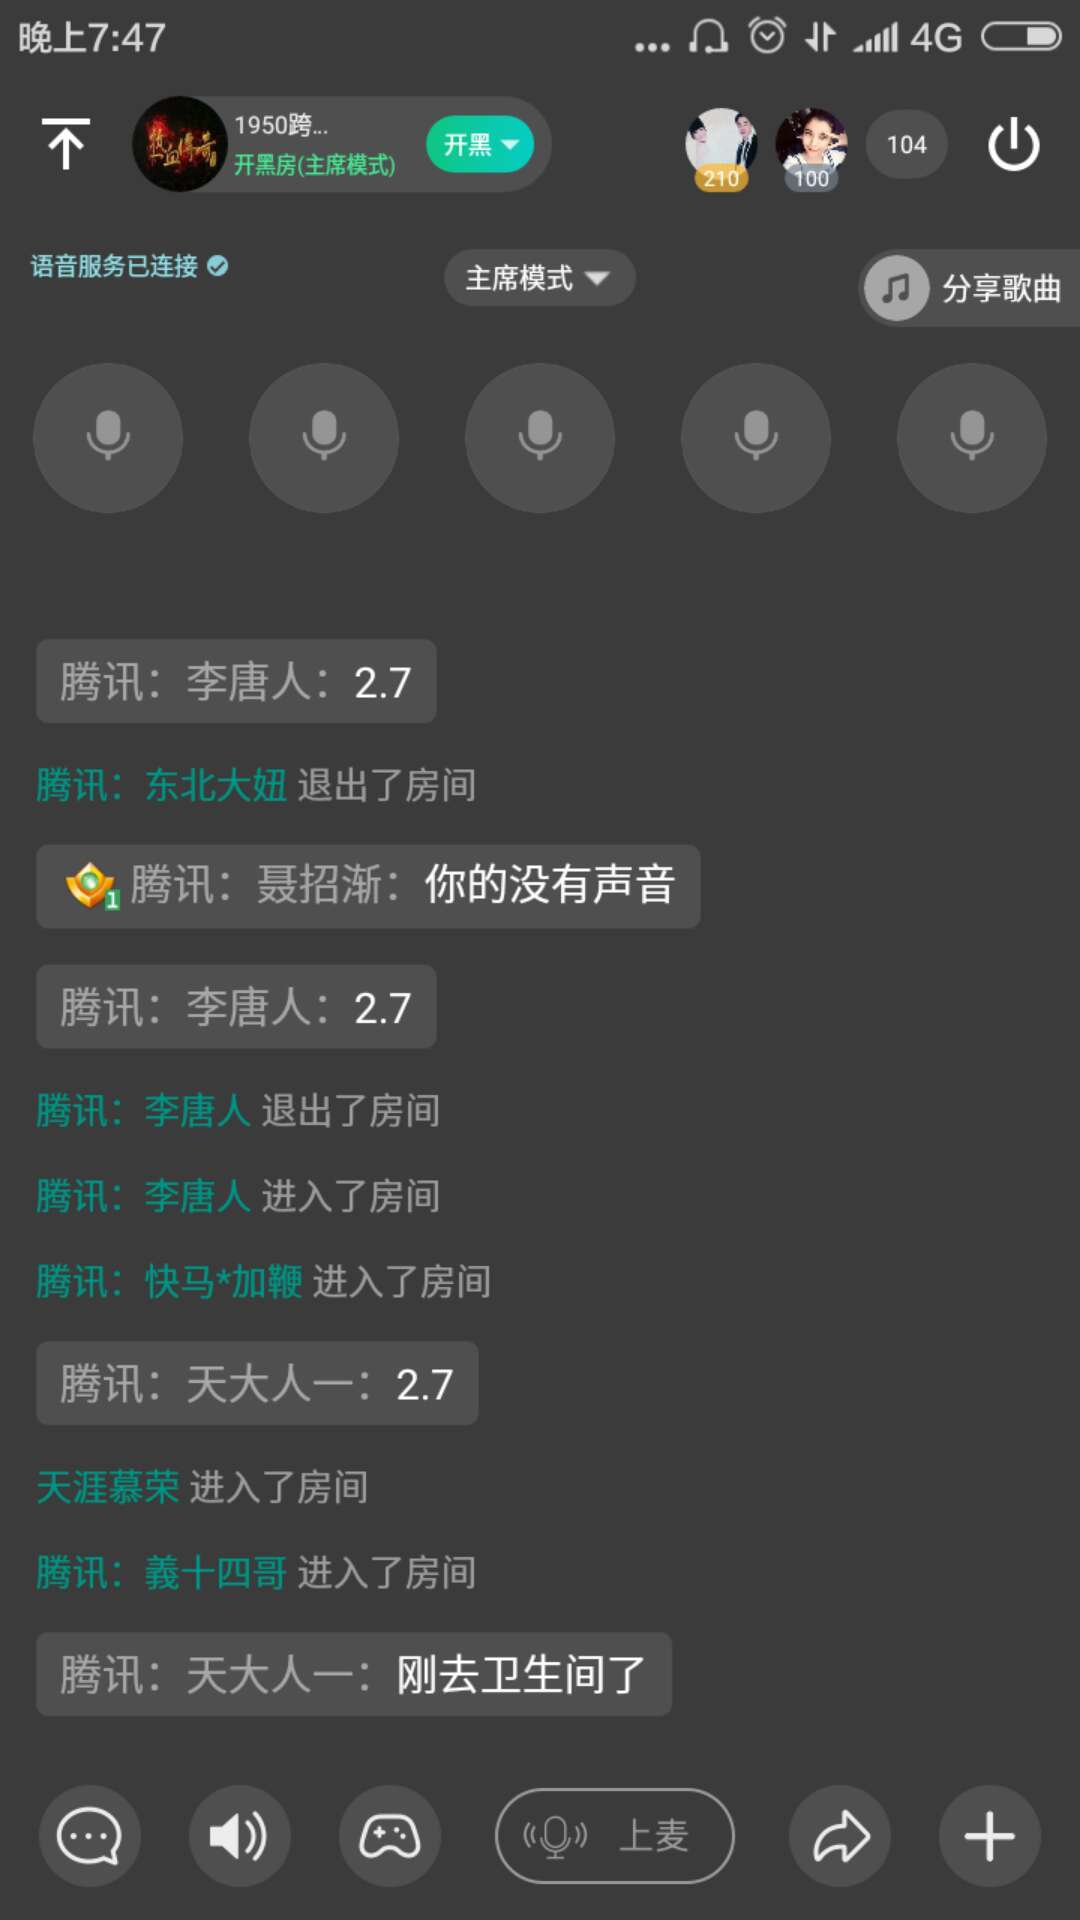 晚上7:47
4G
热血传奇
1950跨...
开黑房(主席模式)
开黑
210
100
104
语音服务已连接
主席模式
分享歌曲
腾讯：李唐人：2.7
腾讯：东北大妞 退出了房间
1 腾讯：聂招渐：你的没有声音
腾讯：李唐人：2.7
腾讯：李唐人 退出了房间
腾讯：李唐人 进入了房间
腾讯：快马*加鞭 进入了房间
腾讯：天大人一：2.7
天涯慕荣 进入了房间
腾讯：義十四哥 进入了房间
腾讯：天大人一：刚去卫生间了
上麦